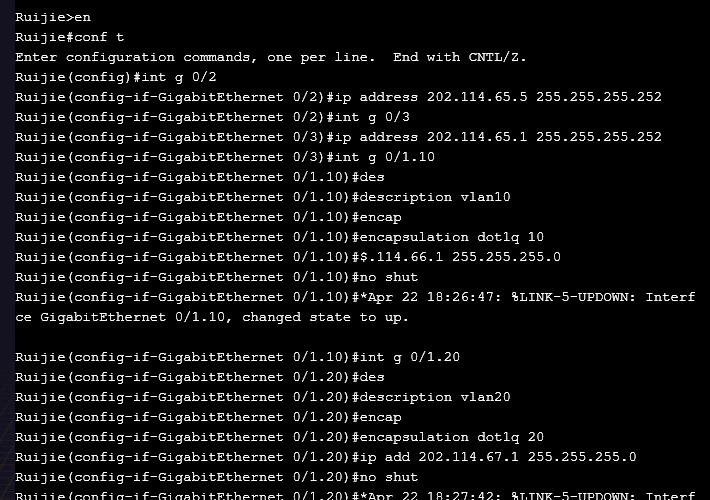 Ruijie>en
Ruijie#conf t
Enter configuration commands, one per line.  End with CNTL/Z.
Ruijie(config)#int g 0/2
Ruijie(config-if-GigabitEthernet 0/2)#ip address 202.114.65.5 255.255.255.252
Ruijie(config-if-GigabitEthernet 0/2)#int g 0/3
Ruijie(config-if-GigabitEthernet 0/3)#ip address 202.114.65.1 255.255.255.252
Ruijie(config-if-GigabitEthernet 0/3)#int g 0/1.10
Ruijie(config-if-GigabitEthernet 0/1.10)#des
Ruijie(config-if-GigabitEthernet 0/1.10)#description vlan10
Ruijie(config-if-GigabitEthernet 0/1.10)#encap
Ruijie(config-if-GigabitEthernet 0/1.10)#encapsulation dot1q 10
Ruijie(config-if-GigabitEthernet 0/1.10)#$.114.66.1 255.255.255.0
Ruijie(config-if-GigabitEthernet 0/1.10)#no shut
Ruijie(config-if-GigabitEthernet 0/1.10)#*Apr 22 18:26:47: %LINK-5-UPDOWN: Interf
ce GigabitEthernet 0/1.10, changed state to up.
Ruijie(config-if-GigabitEthernet 0/1.10)#int g 0/1.20
Ruijie(config-if-GigabitEthernet 0/1.20)#des
Ruijie(config-if-GigabitEthernet 0/1.20)#description vlan20
Ruijie(config-if-GigabitEthernet 0/1.20)#encap
Ruijie(config-if-GigabitEthernet 0/1.20)#encapsulation dot1q 20
Ruijie(config-if-GigabitEthernet 0/1.20)#ip add 202.114.67.1 255.255.255.0
Ruijie(config-if-GigabitEthernet 0/1.20)#no shut
Ruijie(config-if-GigabitEthernet 0/1.20)#*Apr 22 18:27:42: %LINK-5-UPDOWN: Interf